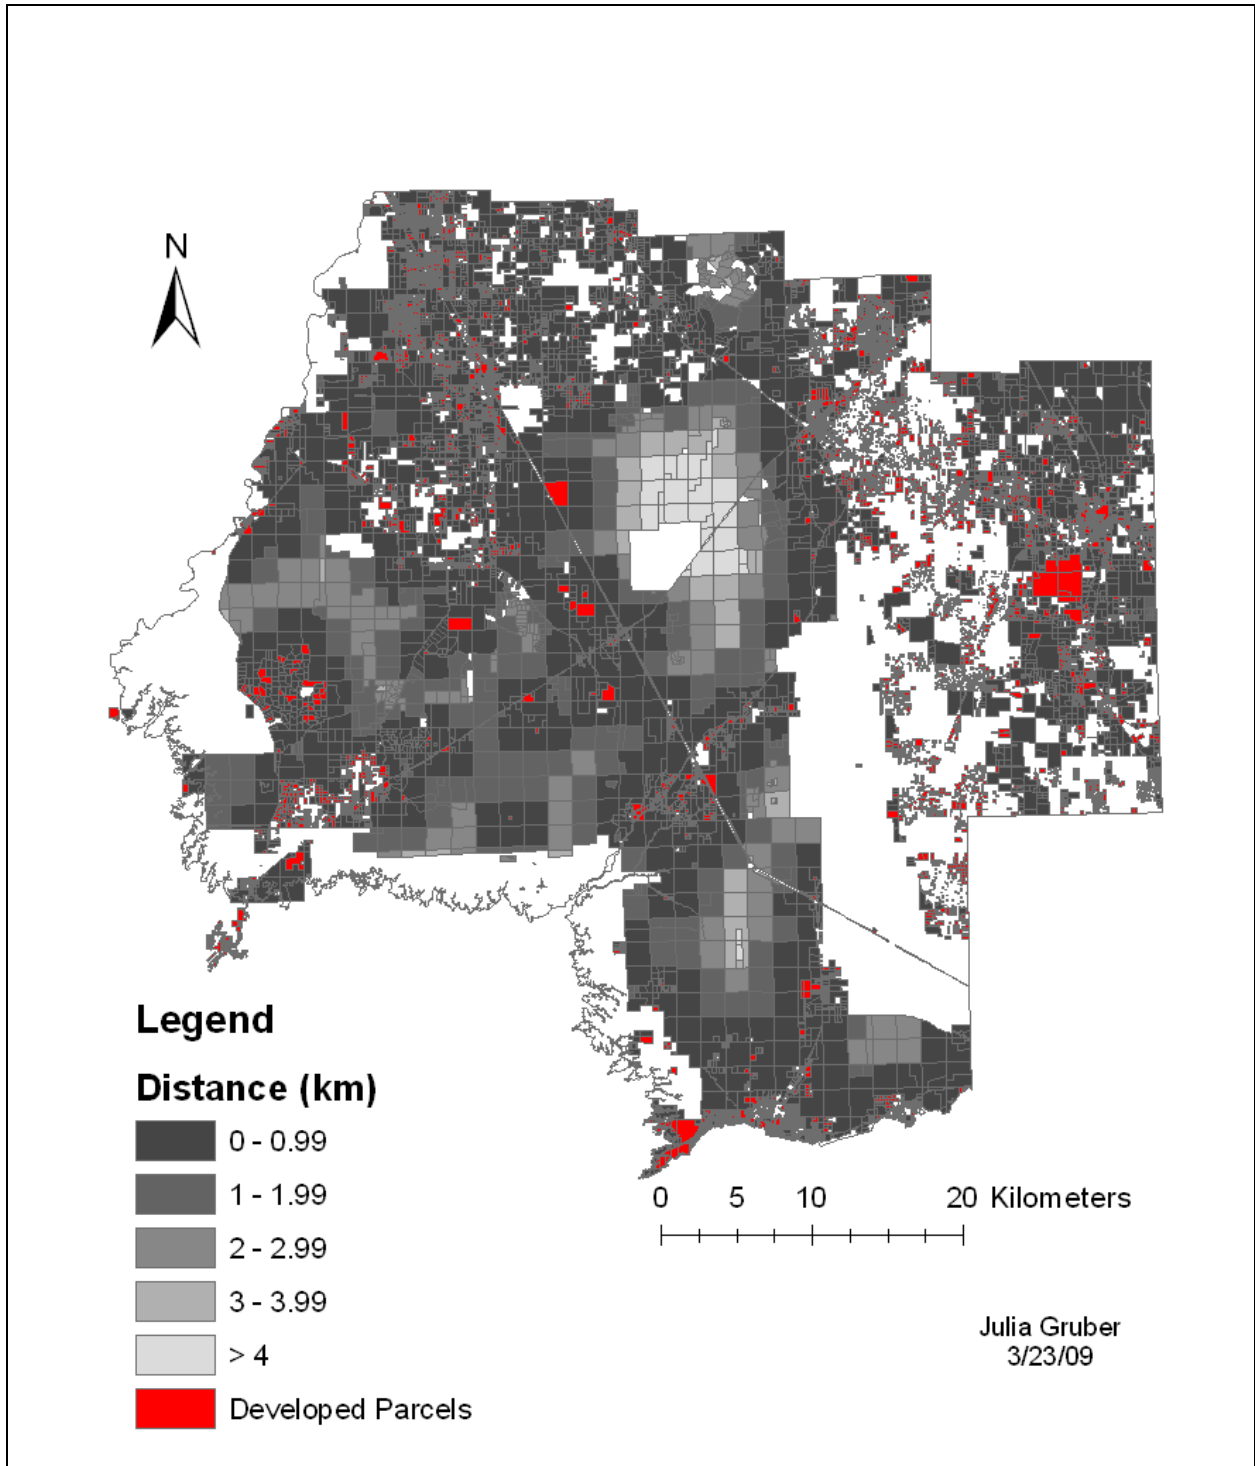 N
Legend
Distance (km)
0 - 0.99
1 - 1.99
2 - 2.99
3 - 3.99
> 4
Developed Parcels
0 5 10 20 Kilometers
Julia Gruber
3/23/09